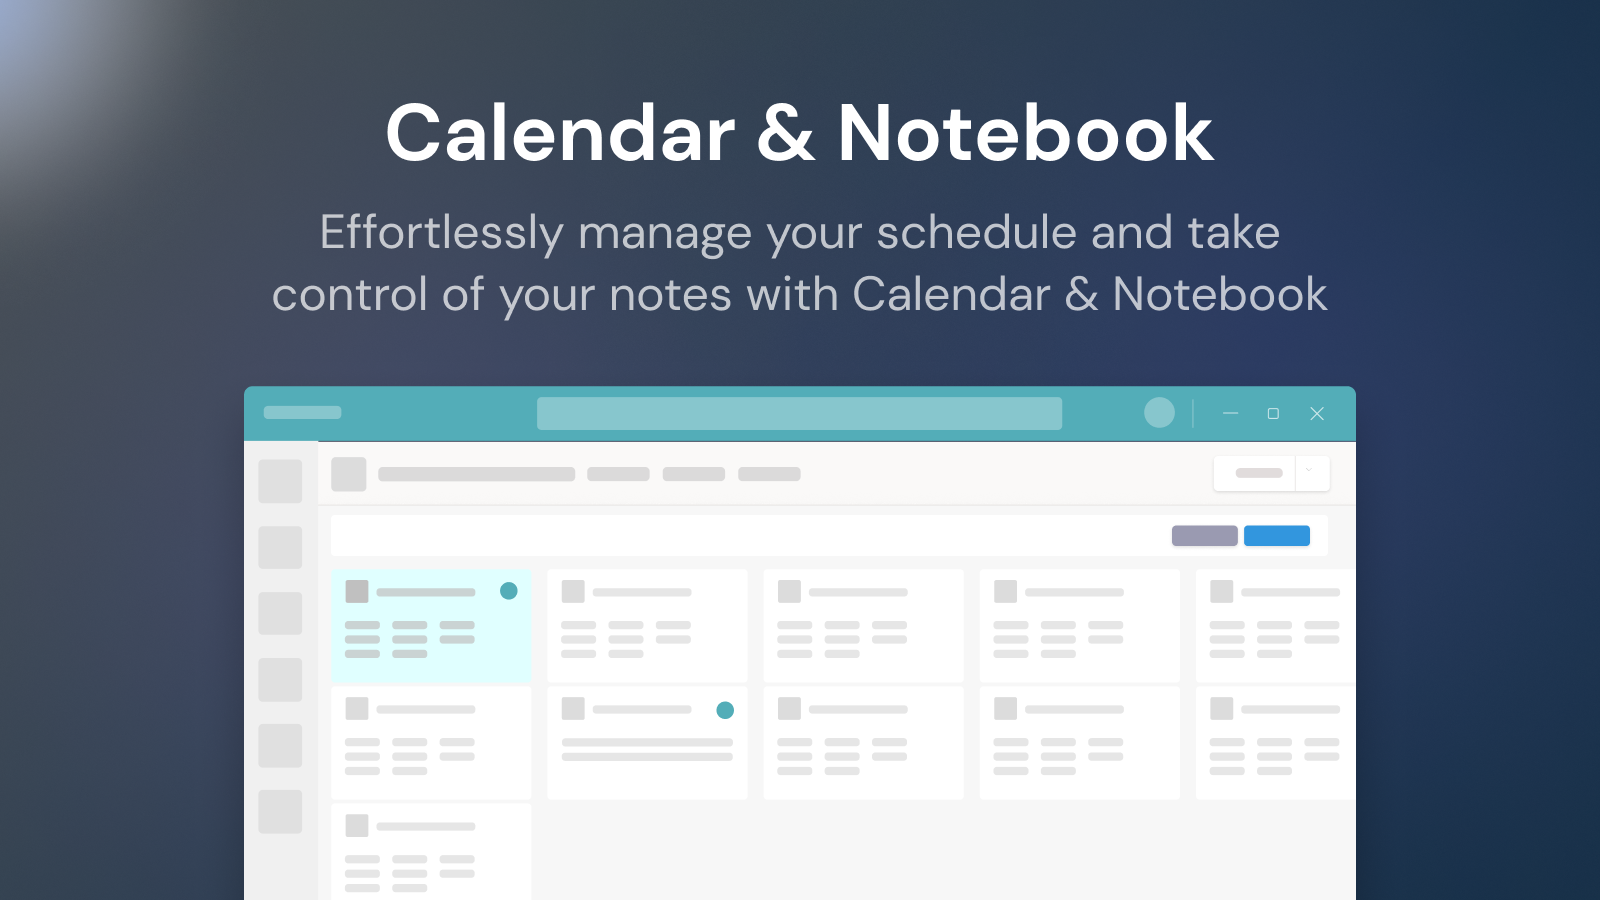 Calendar & Notebook
Effortlessly manage your schedule and take
control of your notes with Calendar & Notebook